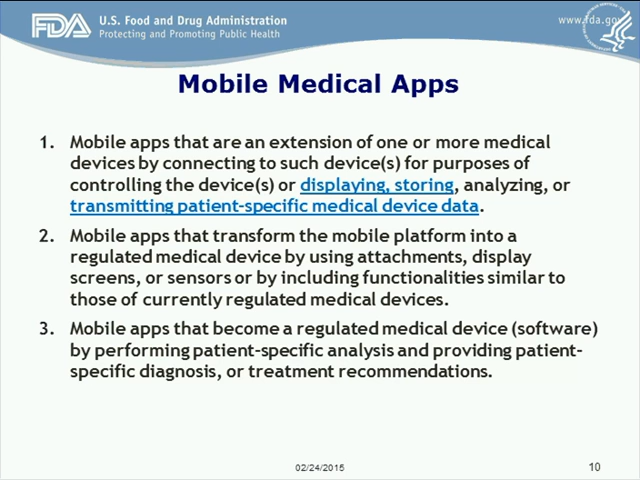 FDA U.S. Food and Drug Administration
Protecting and Promoting Public Health
www.fda.gov
Mobile Medical Apps
1. Mobile apps that are an extension of one or more medical
devices by connecting to such device(s) for purposes of
controlling the device(s) or displaying, storing, analyzing, or
transmitting patient-specific medical device data.
2. Mobile apps that transform the mobile platform into a
regulated medical device by using attachments, display
screens, or sensors or by including functionalities similar to
those of currently regulated medical devices.
3. Mobile apps that become a regulated medical device (software)
by performing patient-specific analysis and providing patient-
specific diagnosis, or treatment recommendations.
02/24/2015
10